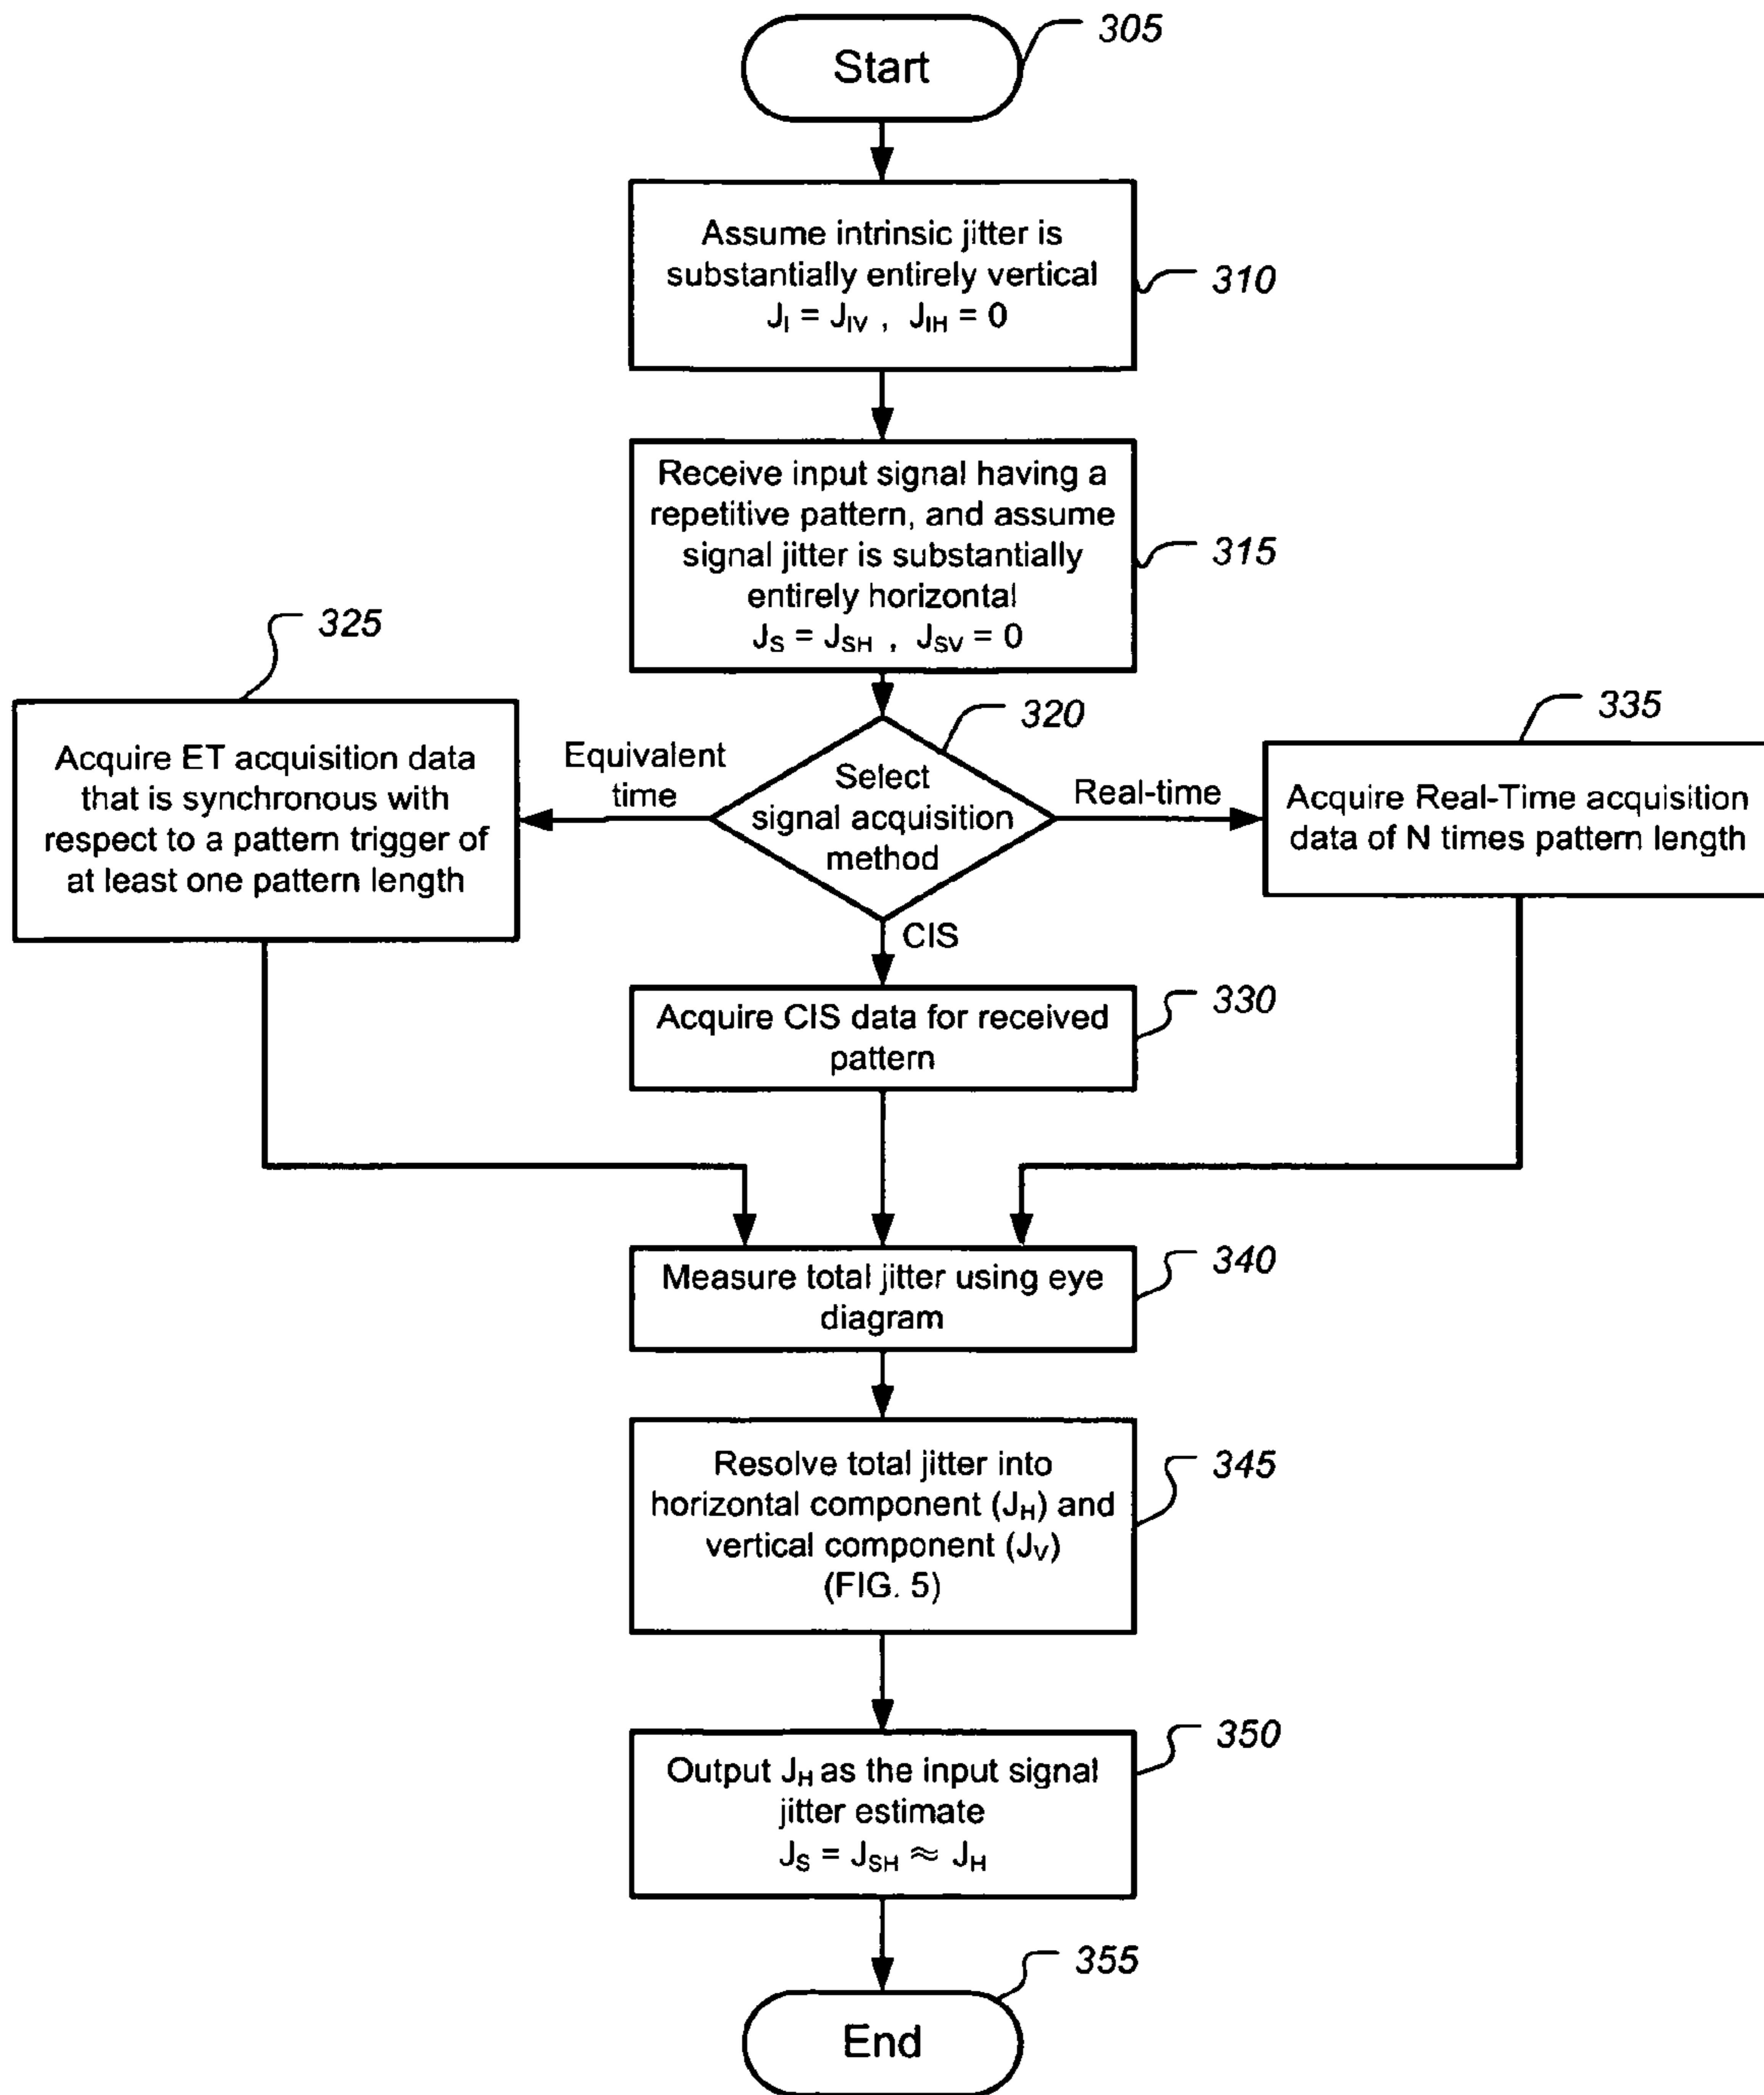 Start
305
Assume intrinsic jitter is
substantially entirely vertical
J_I = J_IV , J_IH = 0
310
Receive input signal having a
repetitive pattern, and assume
signal jitter is substantially
entirely horizontal
J_S = J_SH , J_SV = 0
315
325
Acquire ET acquisition data
that is synchronous with
respect to a pattern trigger of
at least one pattern length
Equivalent
time
320
Select
signal acquisition
method
Real-time
335
Acquire Real-Time acquisition
data of N times pattern length
CIS
Acquire CIS data for received
pattern
330
Measure total jitter using eye
diagram
340
Resolve total jitter into
horizontal component (J_H) and
vertical component (J_V)
(FIG. 5)
345
Output J_H as the input signal
jitter estimate
J_S = J_SH ≈ J_H
350
End
355